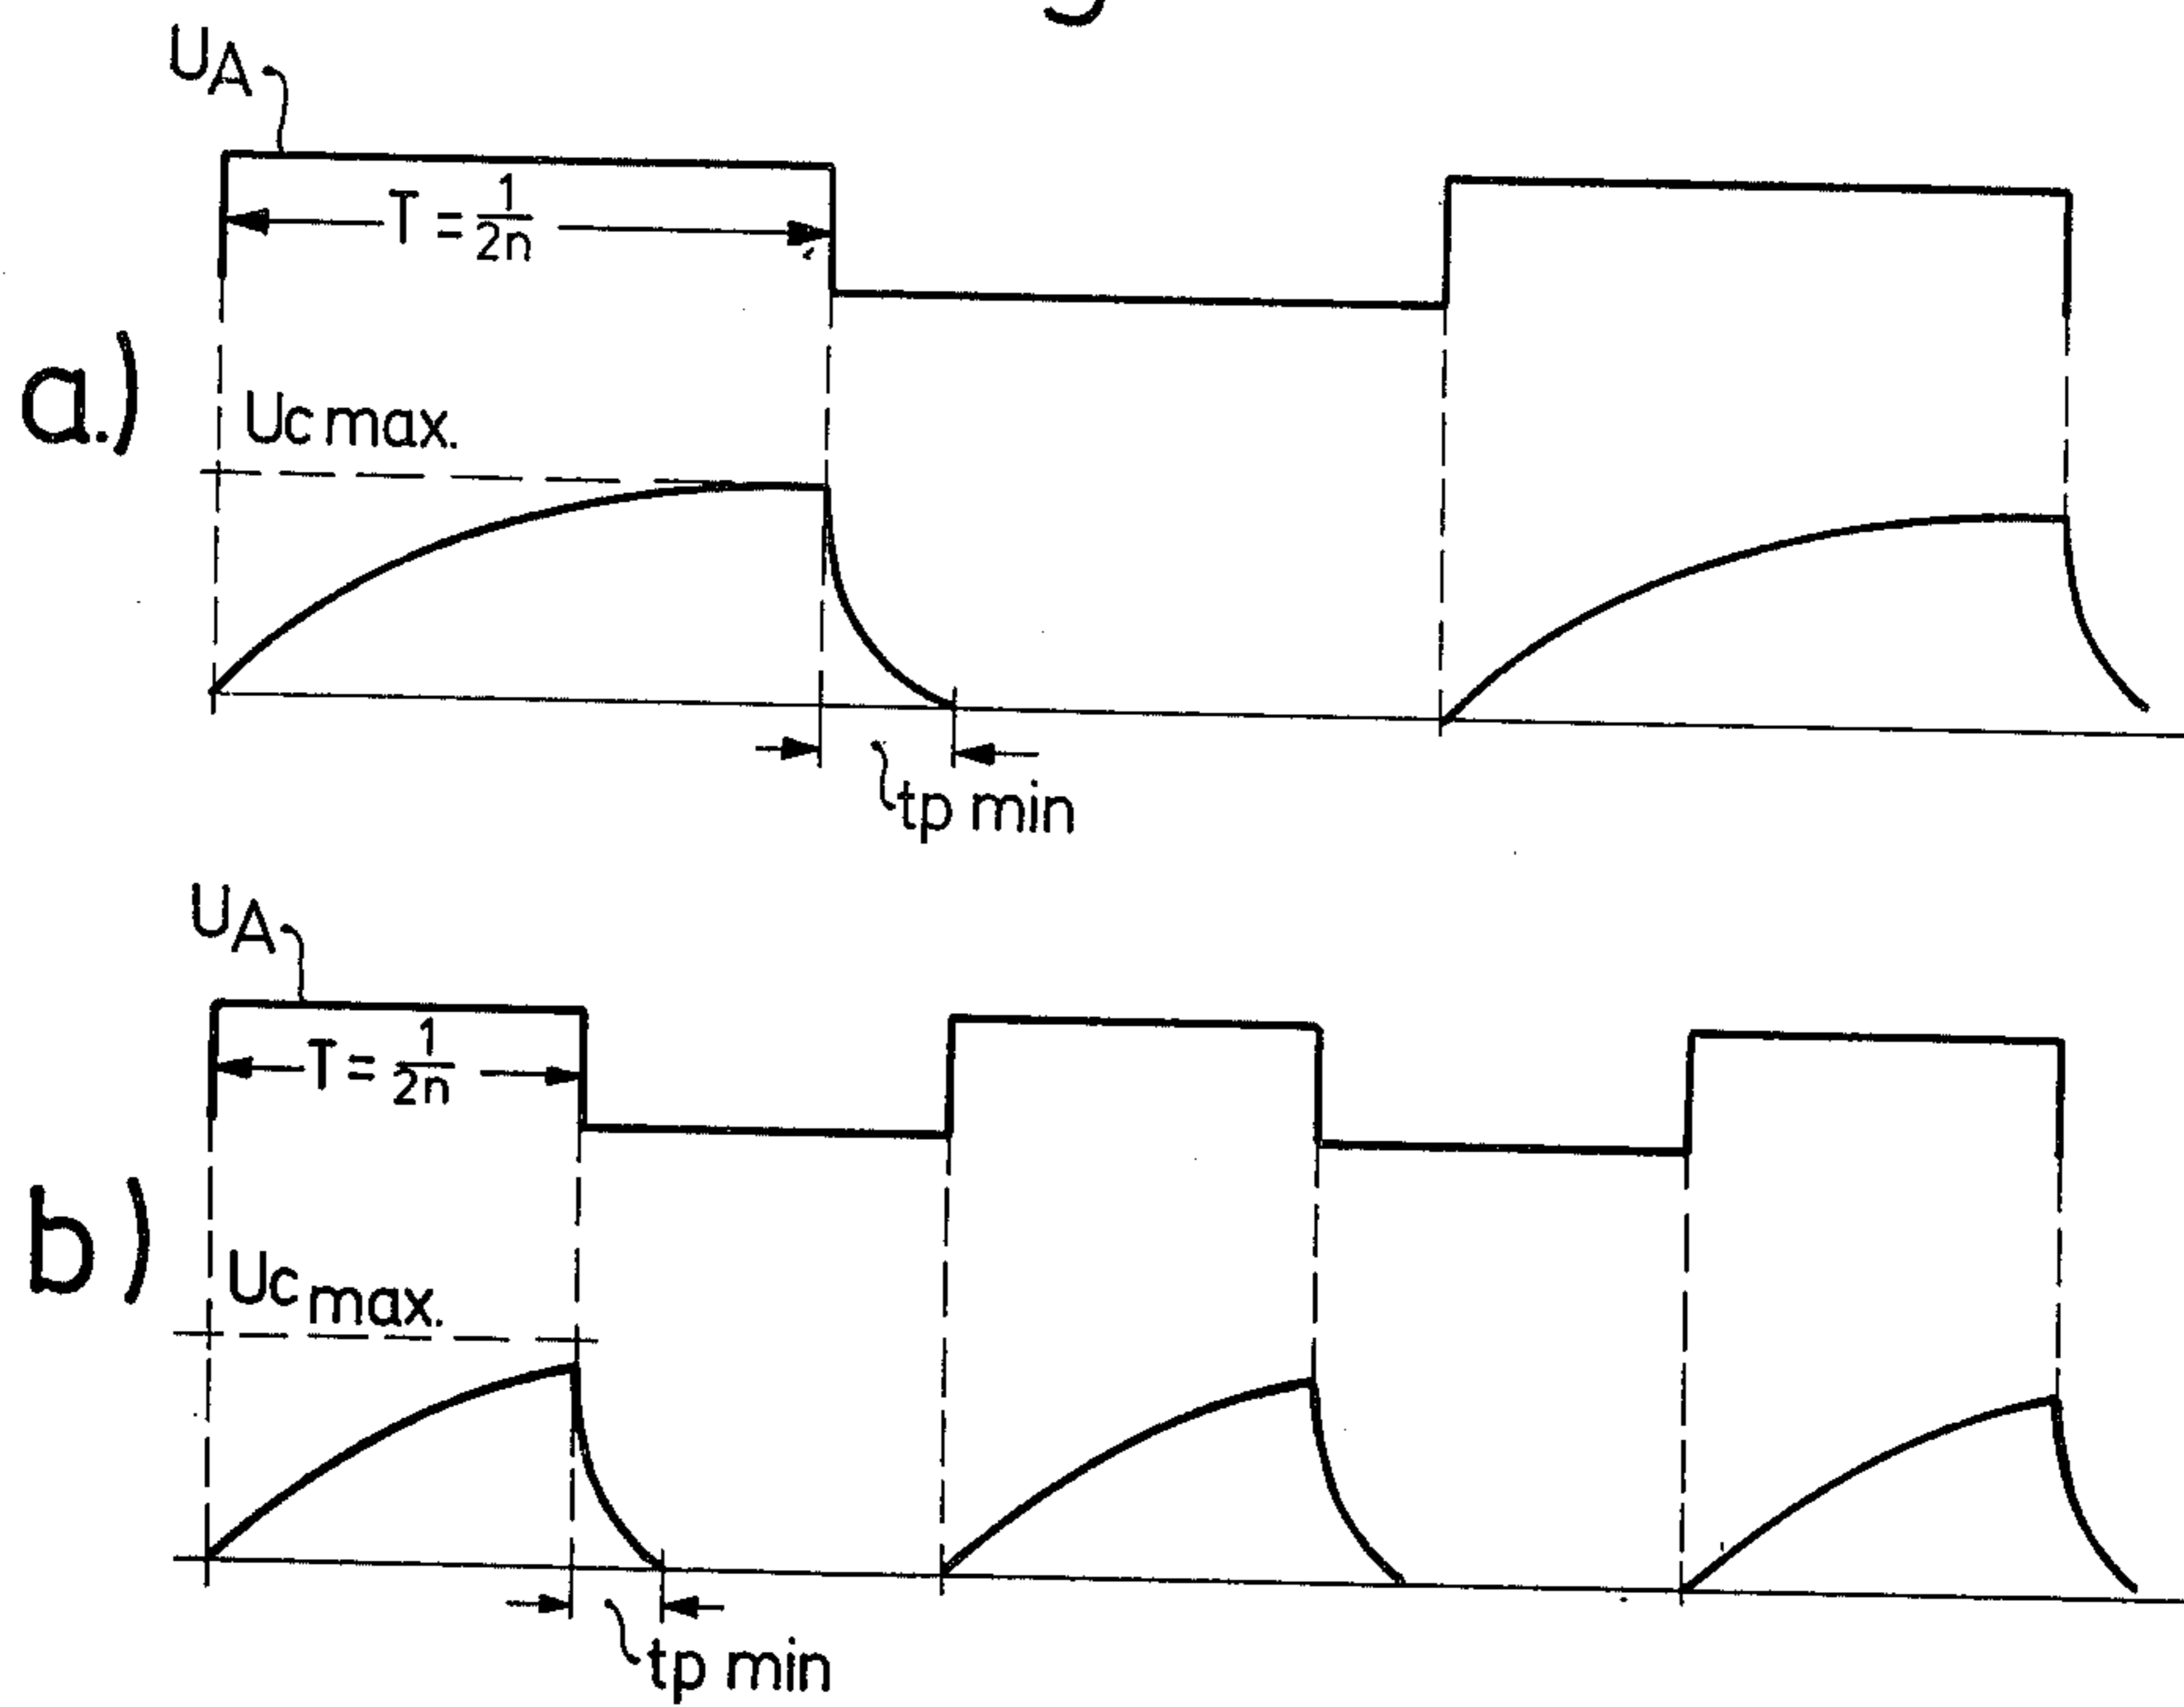 UA
T = 1/2n
a.)
Uc max.
tp min
UA
T = 1/2n
b)
Uc max.
tp min